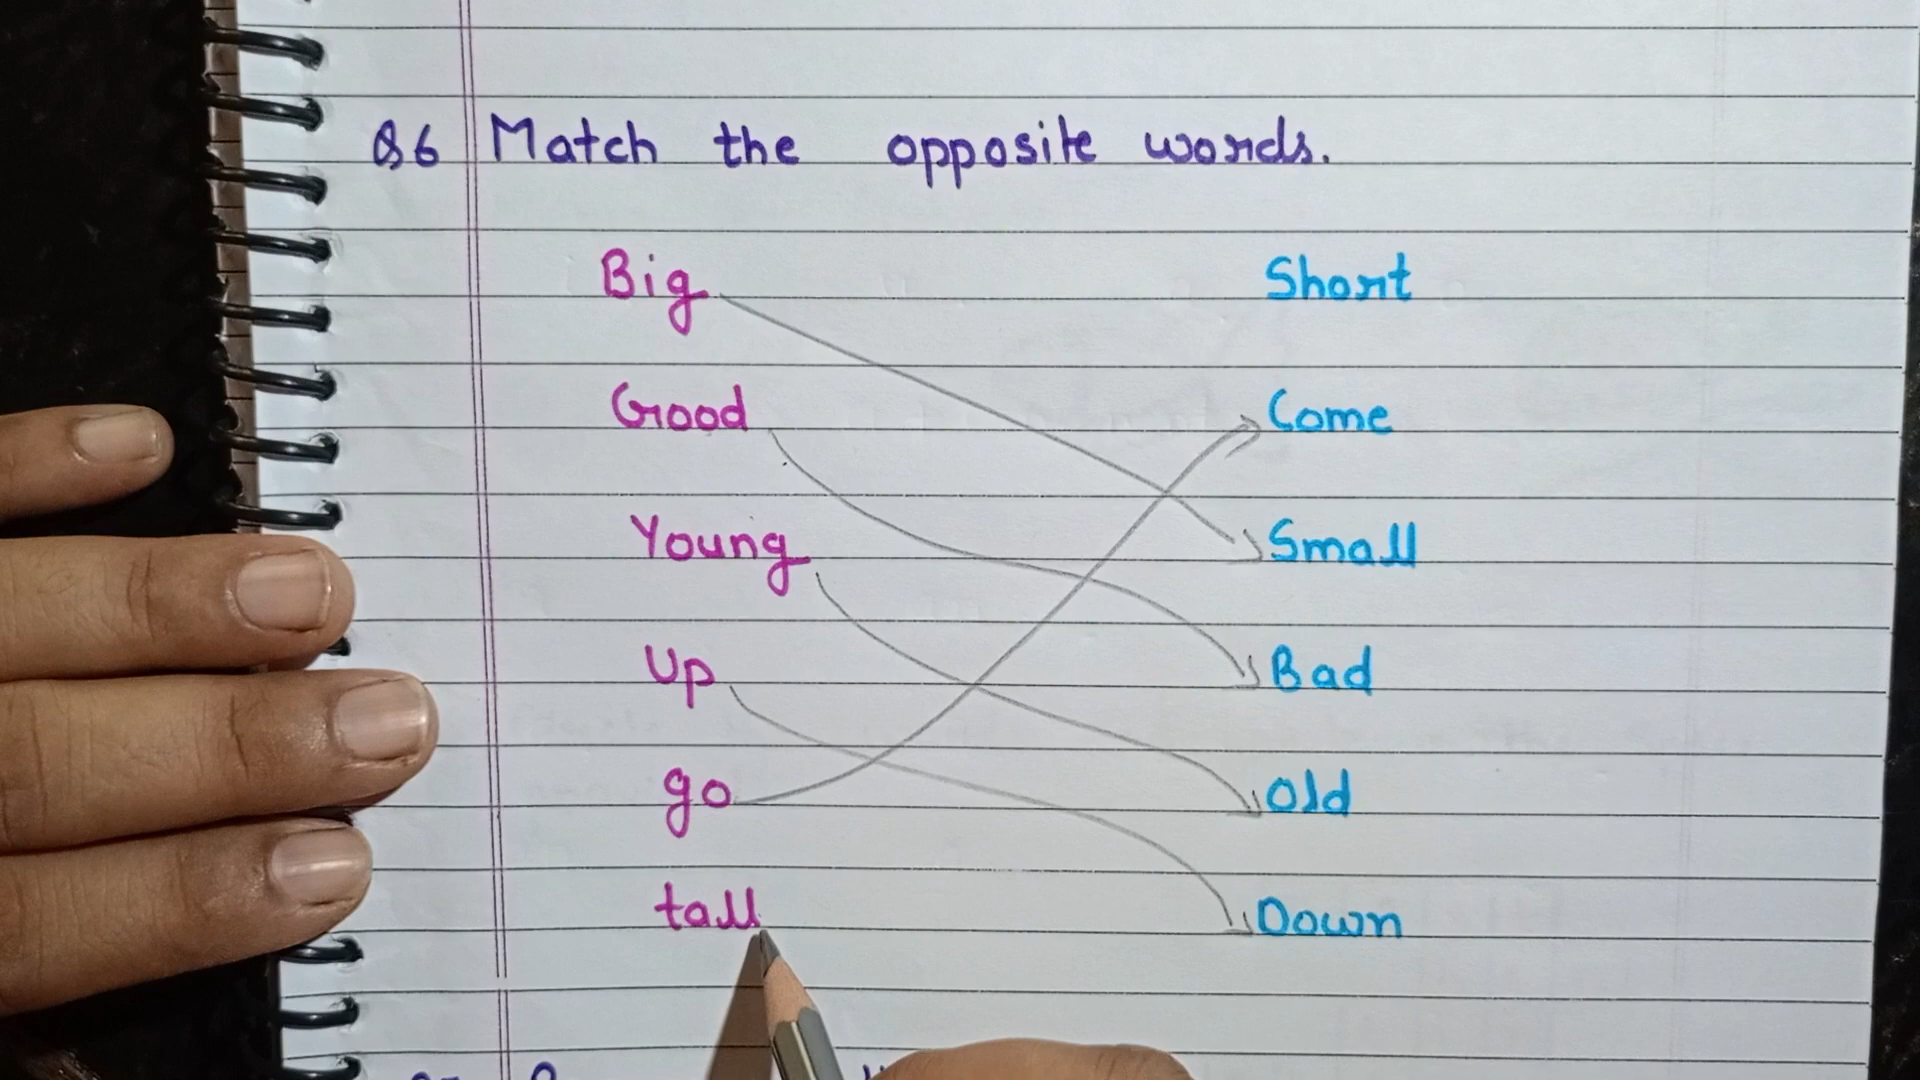 Q6 Match the opposite words.
Big Short
Good Come
Young Small
Up Bad
go Old
tall Down